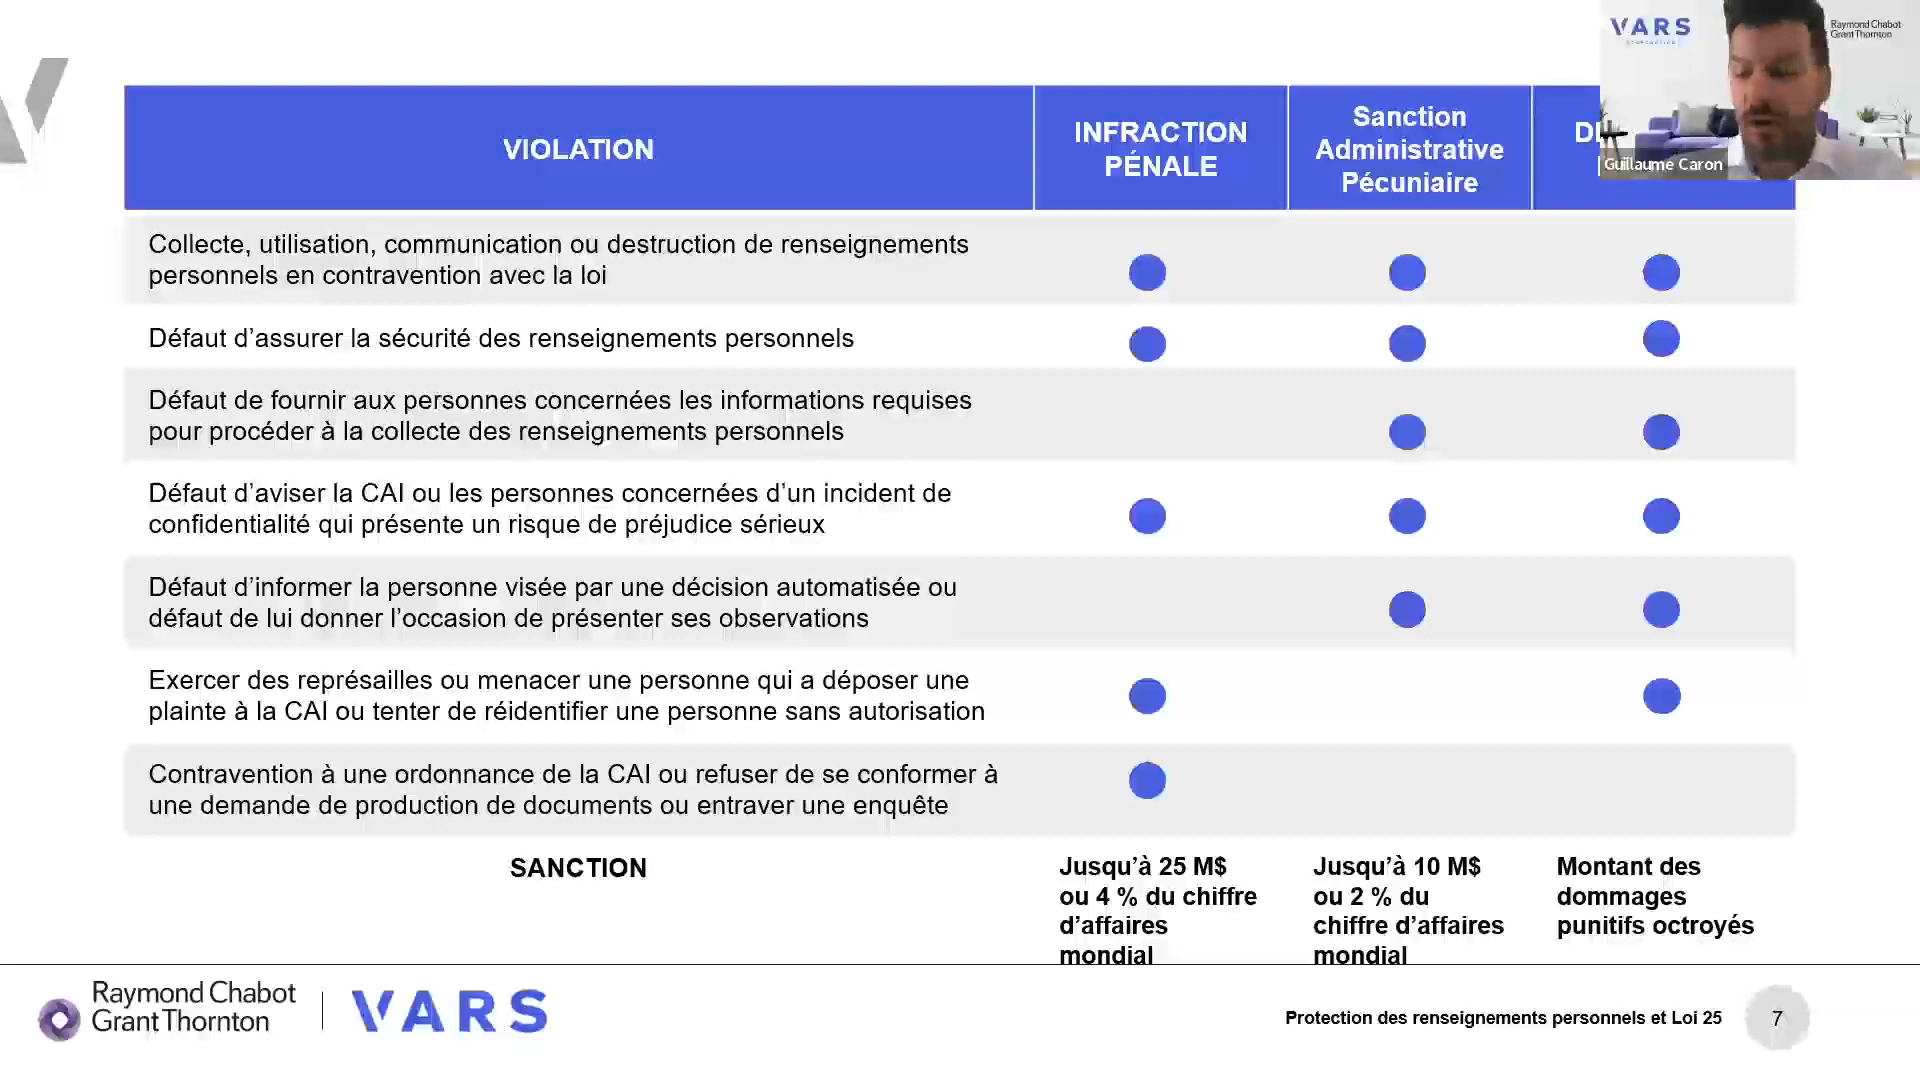 VARS
Raymond Chabot
Grant Thornton
Guillaume Caron
VIOLATION
INFRACTION
PÉNALE
Sanction
Administrative
Pécuniaire
Collecte, utilisation, communication ou destruction de renseignements
personnels en contravention avec la loi
Défaut d’assurer la sécurité des renseignements personnels
Défaut de fournir aux personnes concernées les informations requises
pour procéder à la collecte des renseignements personnels
Défaut d’aviser la CAI ou les personnes concernées d’un incident de
confidentialité qui présente un risque de préjudice sérieux
Défaut d’informer la personne visée par une décision automatisée ou
défaut de lui donner l’occasion de présenter ses observations
Exercer des représailles ou menacer une personne qui a déposer une
plainte à la CAI ou tenter de réidentifier une personne sans autorisation
Contravention à une ordonnance de la CAI ou refuser de se conformer à
une demande de production de documents ou entraver une enquête
SANCTION
Jusqu’à 25 M$
ou 4 % du chiffre
d’affaires
mondial
Jusqu’à 10 M$
ou 2 % du
chiffre d’affaires
mondial
Montant des
dommages
punitifs octroyés
Raymond Chabot
Grant Thornton
VARS
Protection des renseignements personnels et Loi 25
7